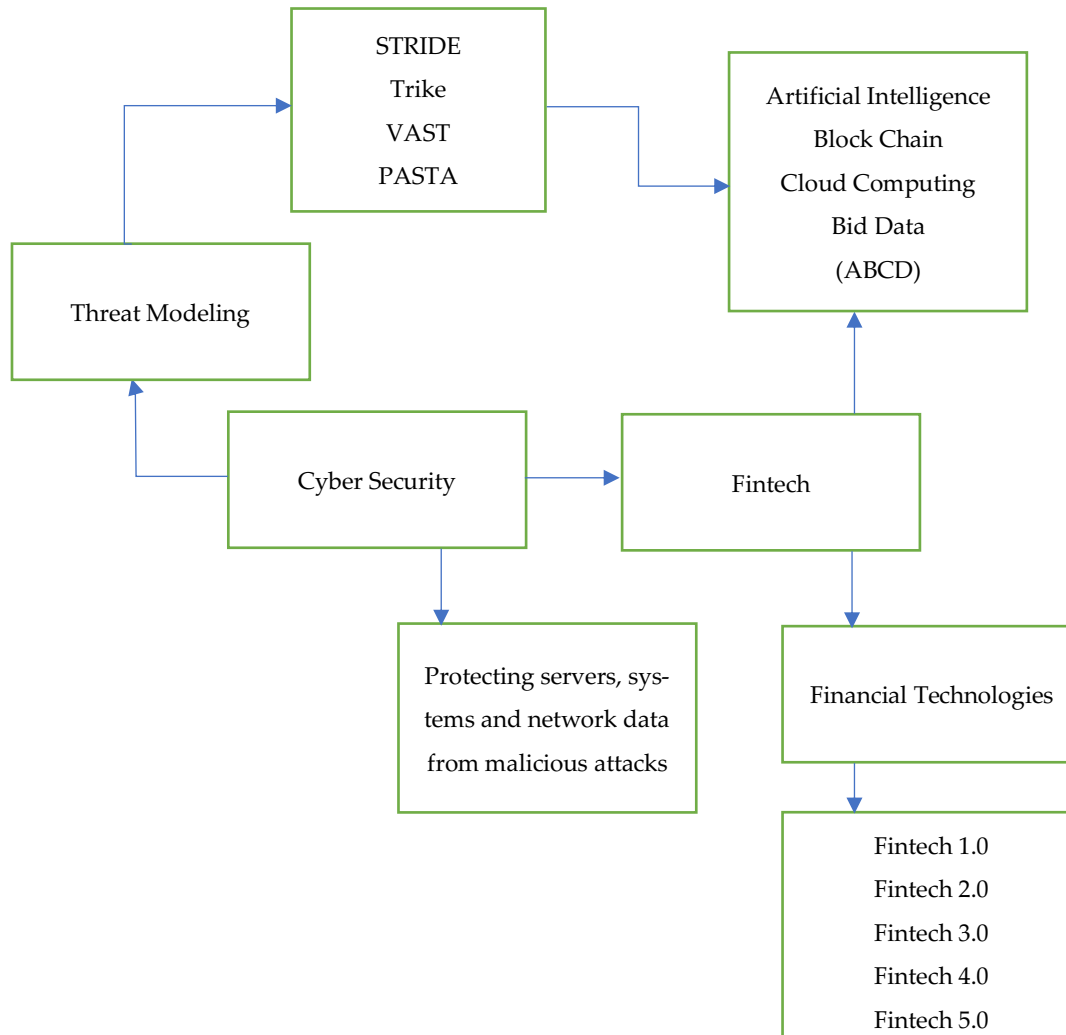 STRIDE
Trike
VAST
PASTA
Artificial Intelligence
Block Chain
Cloud Computing
Bid Data
(ABCD)
Threat Modeling
Cyber Security
Fintech
Protecting servers, sys-
tems and network data
from malicious attacks
Financial Technologies
Fintech 1.0
Fintech 2.0
Fintech 3.0
Fintech 4.0
Fintech 5.0